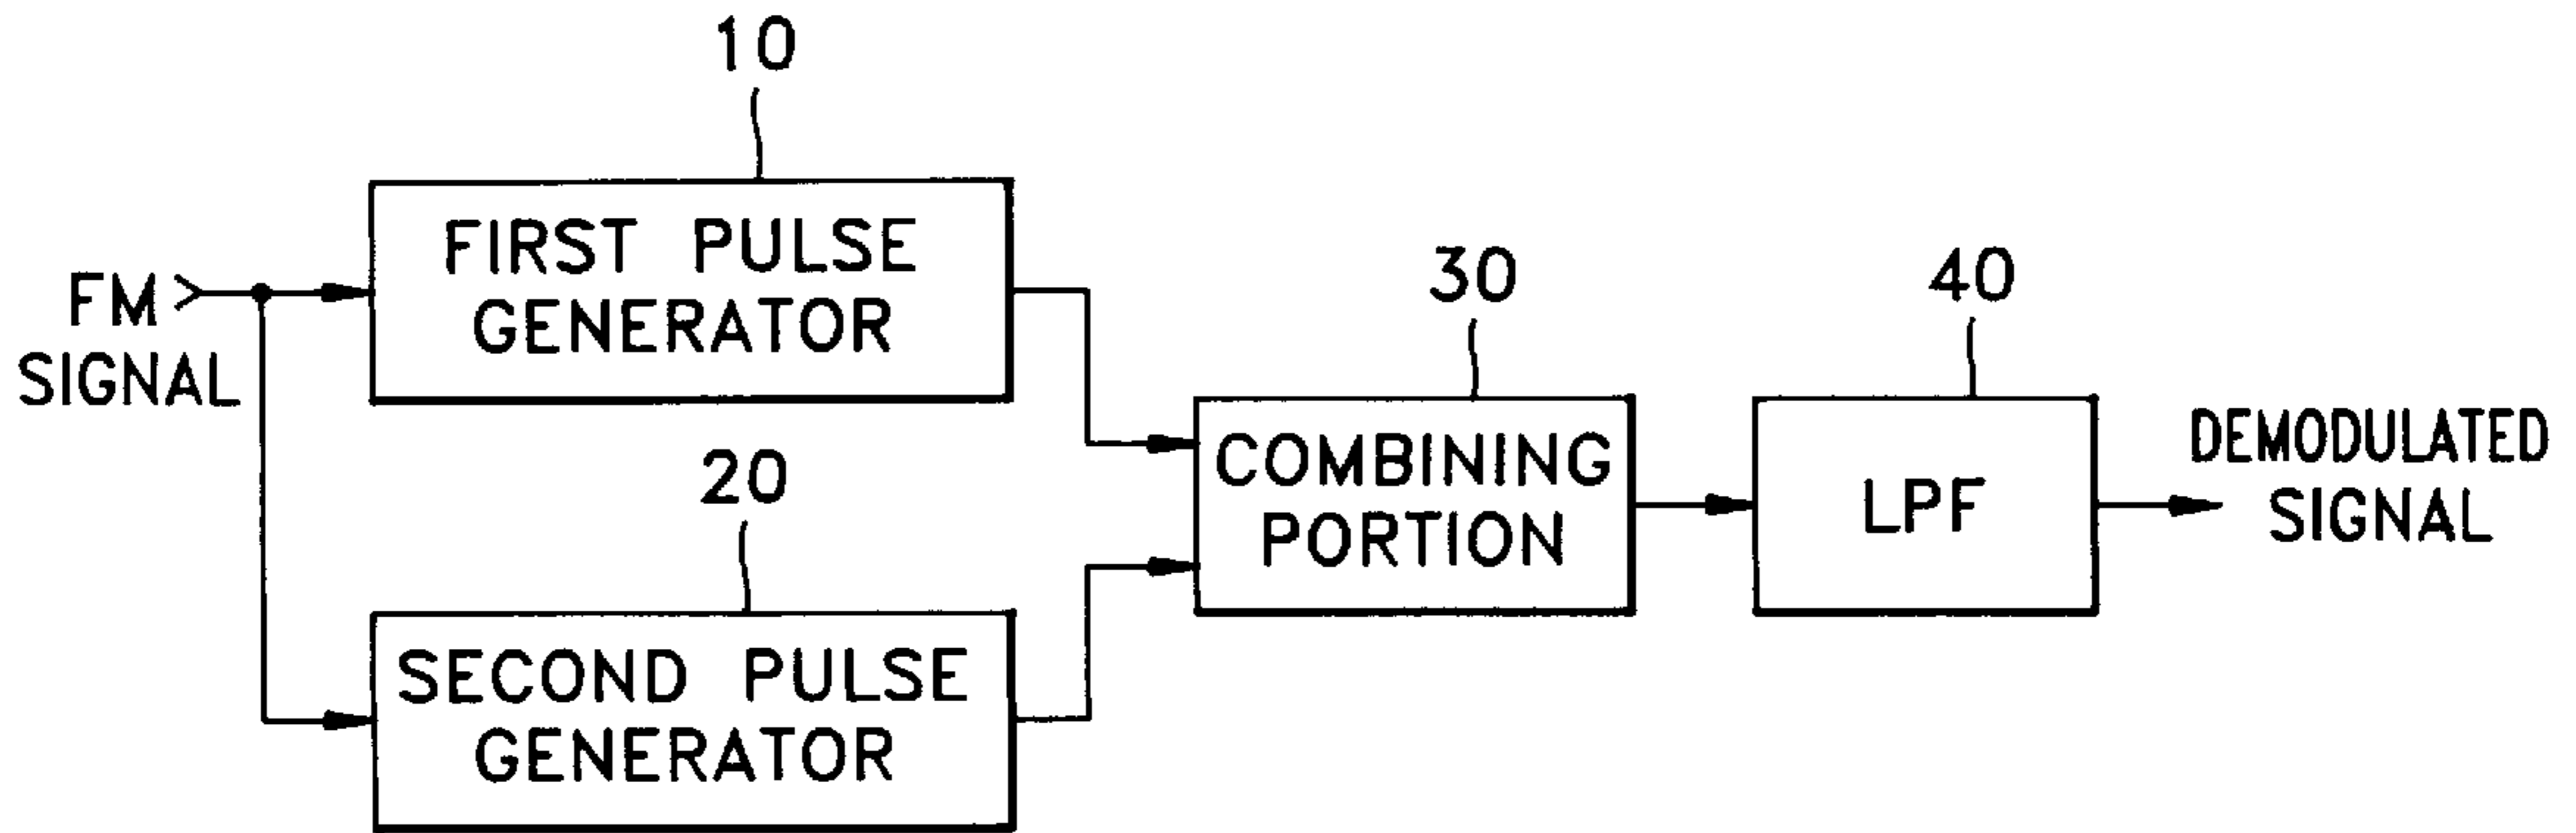 10
FIRST PULSE
GENERATOR
FM
SIGNAL
20
SECOND PULSE
GENERATOR
30
COMBINING
PORTION
40
LPF
DEMODULATED
SIGNAL